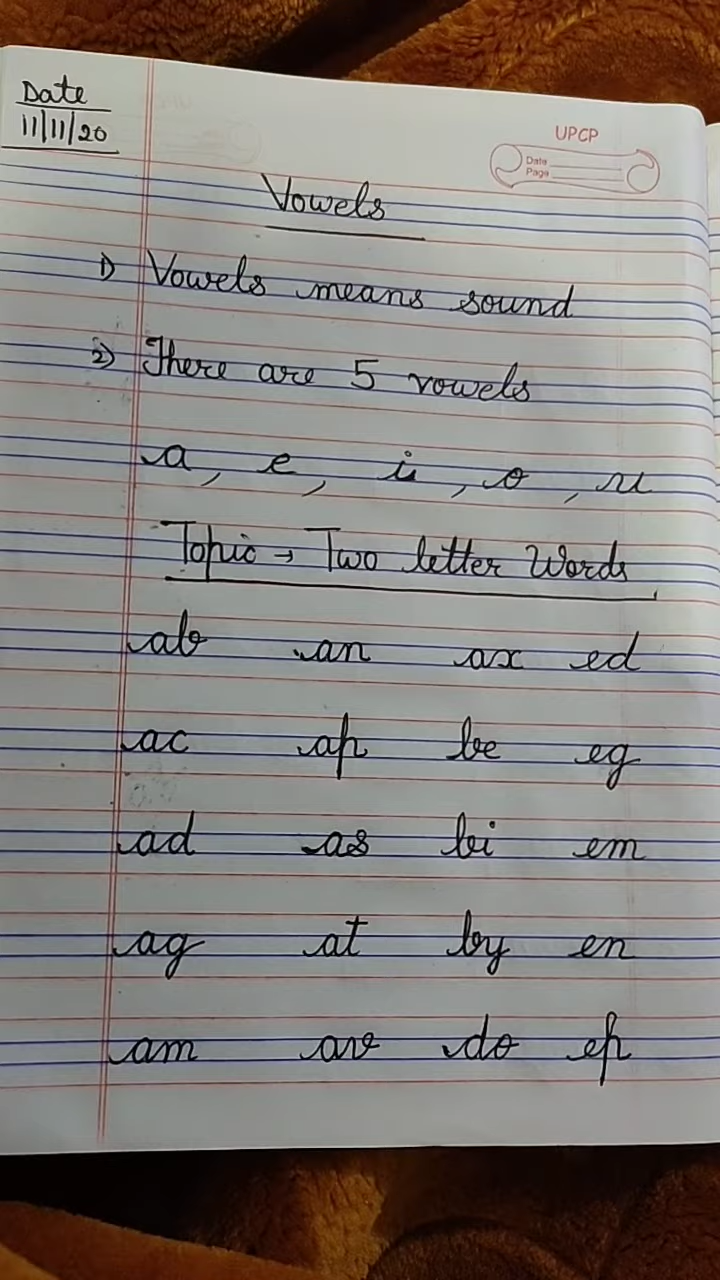 Date
11/11/20
UPCP
Date
Page
Vowels
1) Vowels means sound
2) There are 5 vowels
a, e, i, o, u
Topic → Two letter Words
ab an ax ed
ac ap be eg
ad as bi em
ag at by en
am av do ep